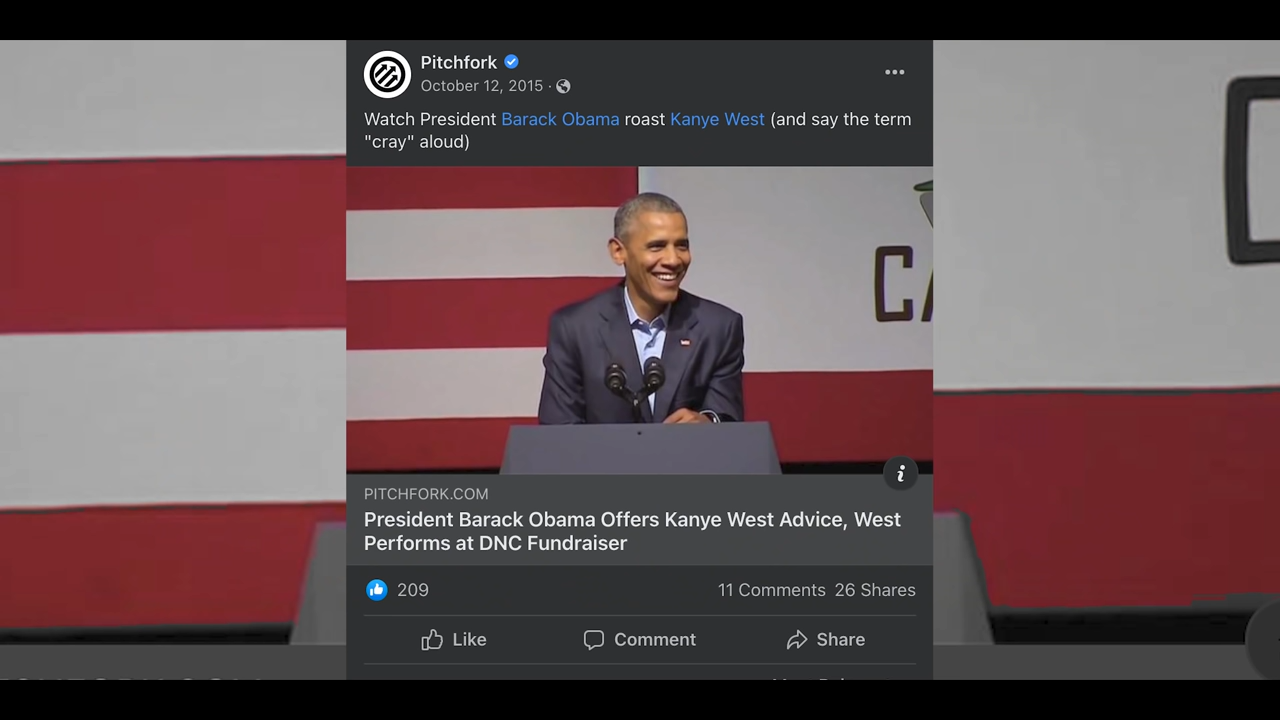 Pitchfork
October 12, 2015 ·
Watch President Barack Obama roast Kanye West (and say the term
"cray" aloud)
CA
i
PITCHFORK.COM
President Barack Obama Offers Kanye West Advice, West
Performs at DNC Fundraiser
209
11 Comments 26 Shares
Like
Comment
Share